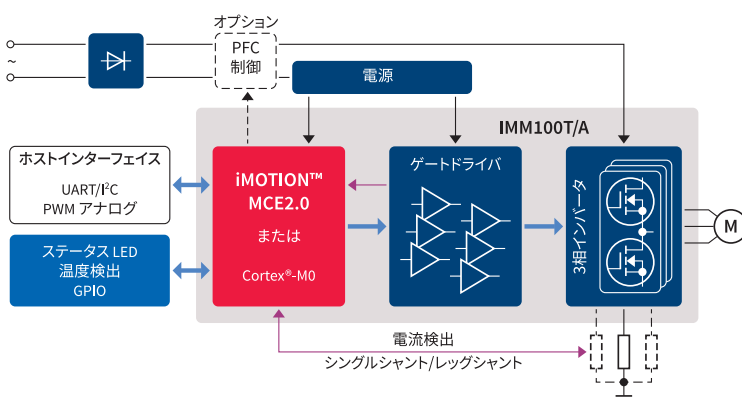 オプション
PFC
制御
~
電源
IMM100T/A
ホストインターフェイス
UART/I²C
PWM アナログ
iMOTION™
MCE2.0
または
Cortex®-M0
ゲートドライバ
3相インバータ
M
ステータス LED
温度検出
GPIO
電流検出
シングルシャント/レッグシャント